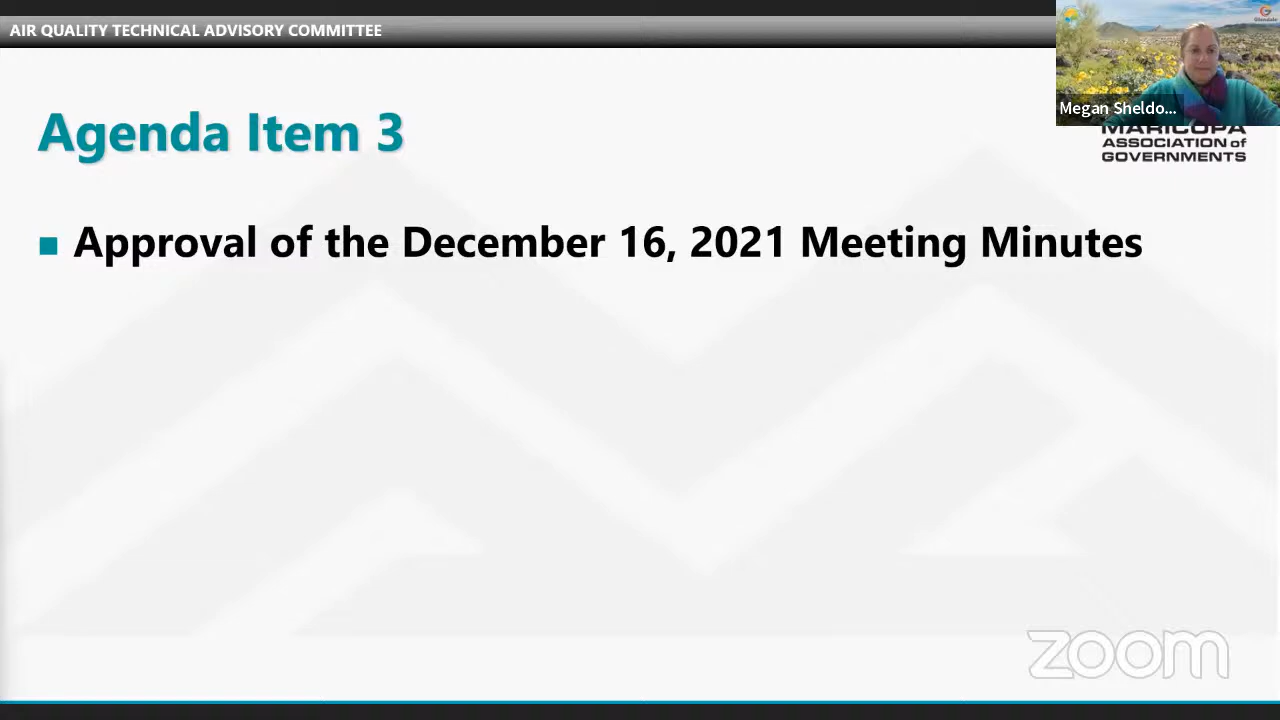 AIR QUALITY TECHNICAL ADVISORY COMMITTEE
Megan Sheldo...
Agenda Item 3
MARICOPA
ASSOCIATION of
GOVERNMENTS
Approval of the December 16, 2021 Meeting Minutes
zoom